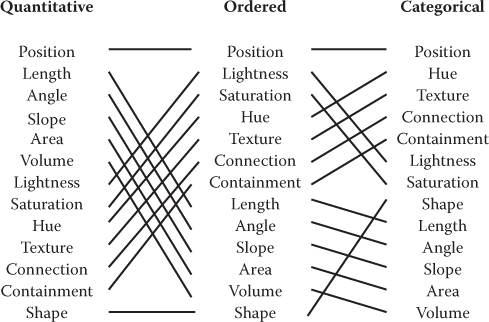 Quantitative Ordered Categorical
Position Position Position
Length Lightness Hue
Angle Saturation Texture
Slope Hue Connection
Area Texture Containment
Volume Connection Lightness
Lightness Containment Saturation
Saturation Length Shape
Hue Angle Length
Texture Slope Angle
Connection Area Slope
Containment Volume Area
Shape Shape Volume